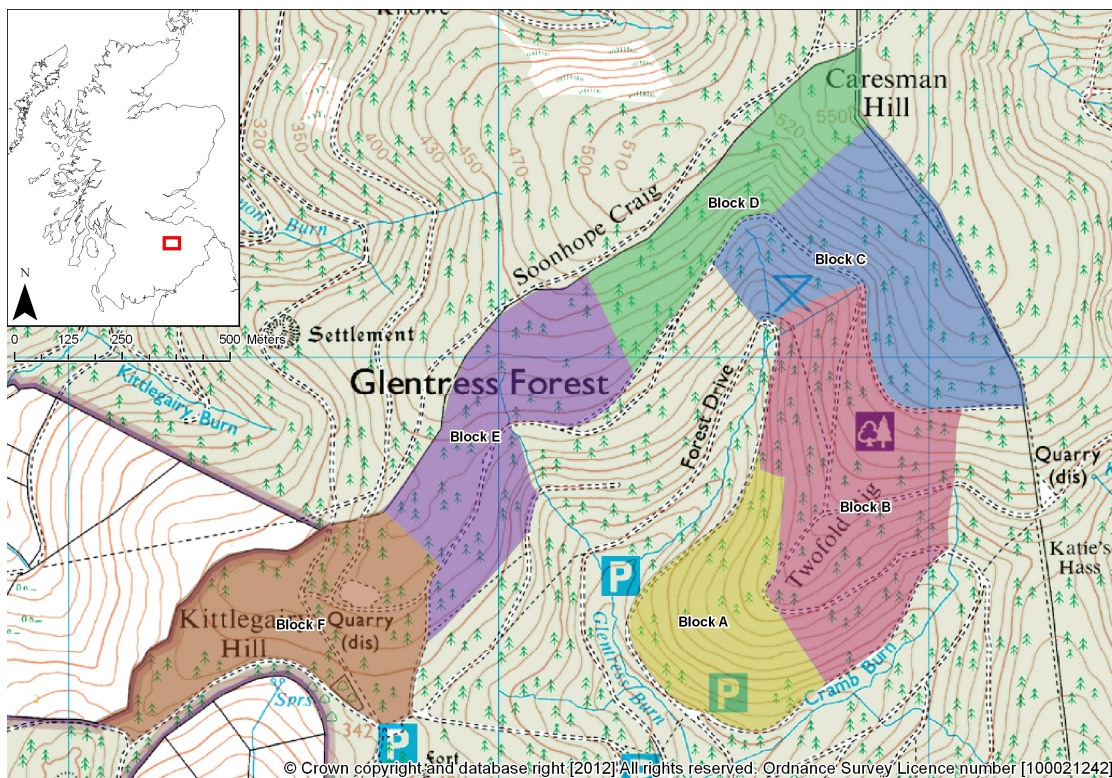 Knowe
Caresman
Hill
550
520
320
350
400
430
450
470
500
510
Burn
Soonhope Craig
Block D
Block C
N
0 125 250 500 Meters
Settlement
Kittlegairy Burn
Glentress Forest
Forest Drive
Block E
Quarry
(dis)
Block B
Twofold
Katie's
Hass
P
Glentress Burn
Block A
P
Kittlegairy
Hill
Block F
Quarry
(dis)
Cramb Burn
Sprs
342
P
Fort
© Crown copyright and database right [2012] All rights reserved. Ordnance Survey Licence number [100021242]